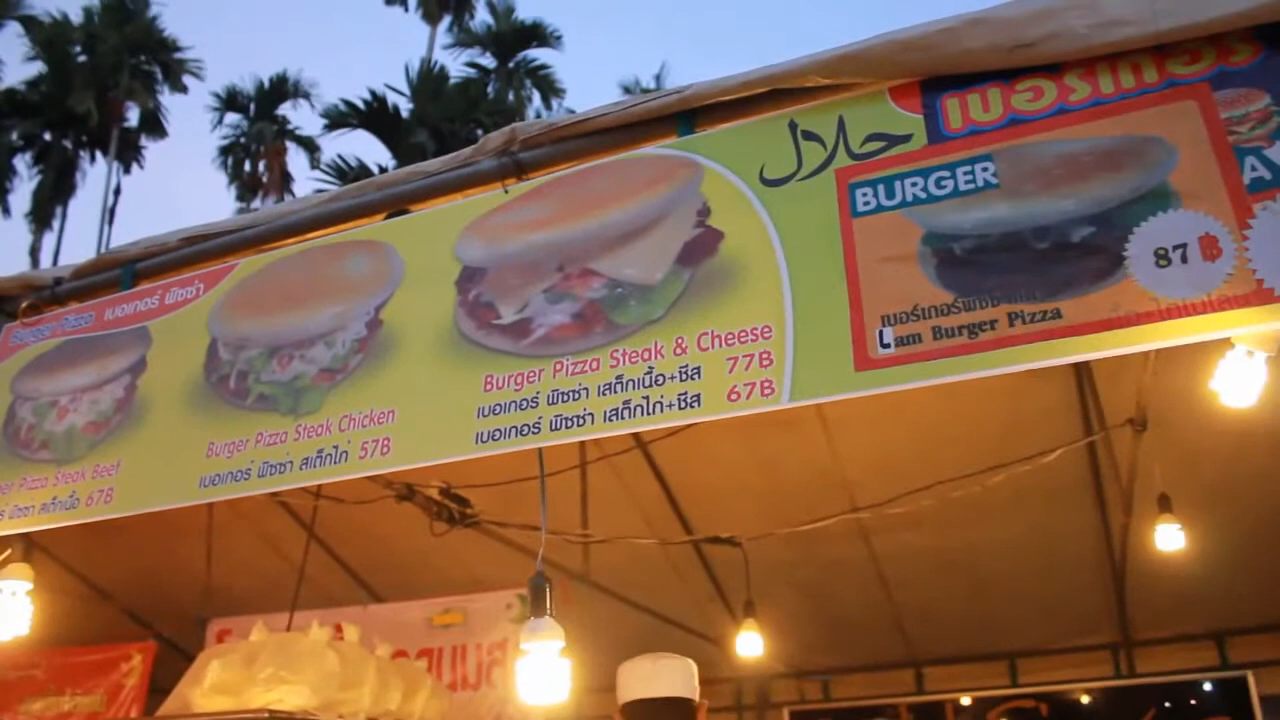 Burger Pizza เบอเกอร์ พิซซ่า
Pizza Steak Beef
พิซซา สเต็กเนื้อ 67B
Burger Pizza Steak Chicken
เบอเกอร์ พิซซ่า สเต็กไก่ 57B
Burger Pizza Steak & Cheese
เบอเกอร์ พิซซ่า เสต็กเนื้อ+ชีส 77B
เบอเกอร์ พิซซ่า เสต็กไก่+ชีส 67B
حلال
เบอร์เกอร์
BURGER
87 ฿
Lam Burger Pizza